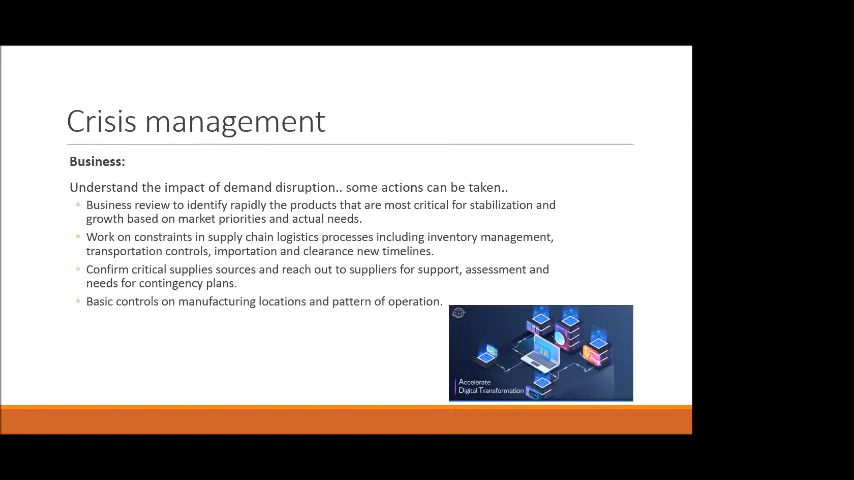 Crisis management
Business:
Understand the impact of demand disruption.. some actions can be taken..
◦ Business review to identify rapidly the products that are most critical for stabilization and
growth based on market priorities and actual needs.
◦ Work on constraints in supply chain logistics processes including inventory management,
transportation controls, importation and clearance new timelines.
◦ Confirm critical supplies sources and reach out to suppliers for support, assessment and
needs for contingency plans.
◦ Basic controls on manufacturing locations and pattern of operation.
Accelerate
Digital Transformation